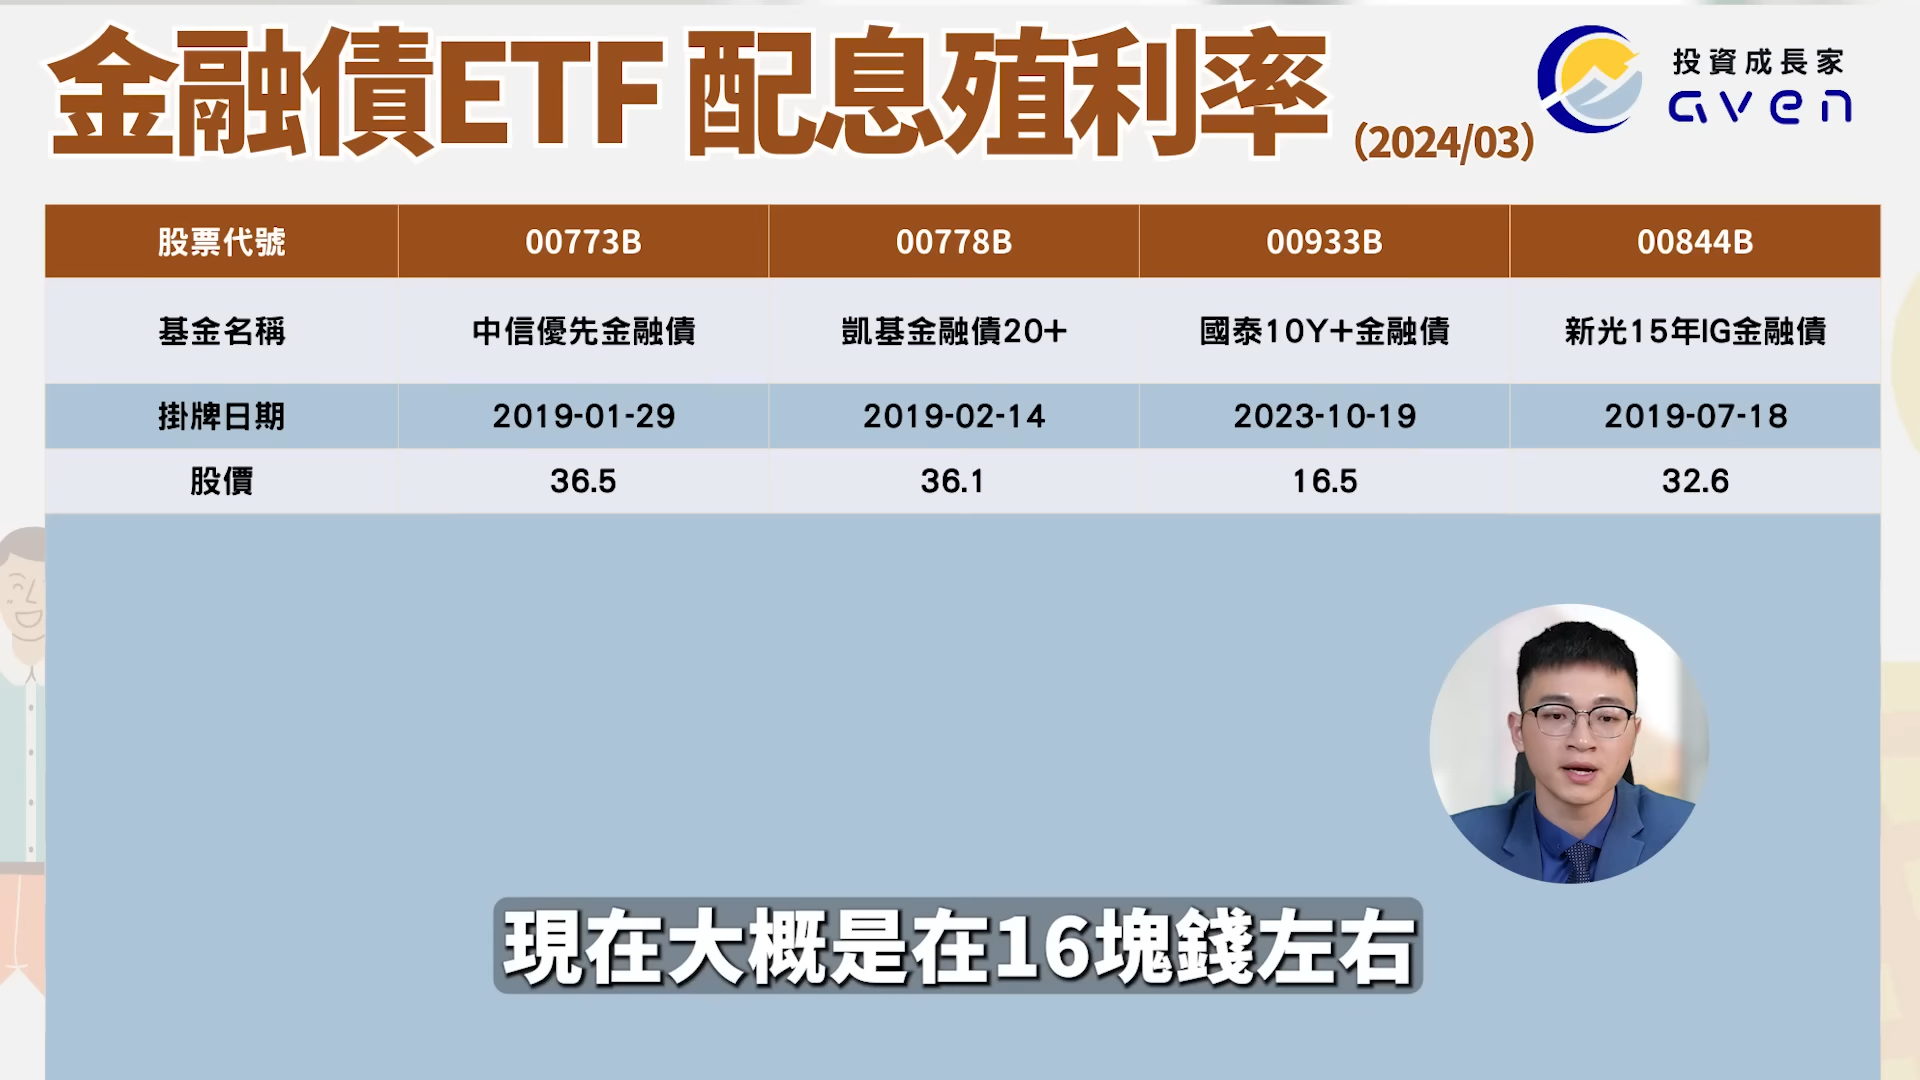 金融債ETF 配息殖利率 (2024/03)
投資成長家
aven
股票代號 00773B 00778B 00933B 00844B
基金名稱 中信優先金融債 凱基金融債20+ 國泰10Y+金融債 新光15年IG金融債
掛牌日期 2019-01-29 2019-02-14 2023-10-19 2019-07-18
股價 36.5 36.1 16.5 32.6
現在大概是在16塊錢左右